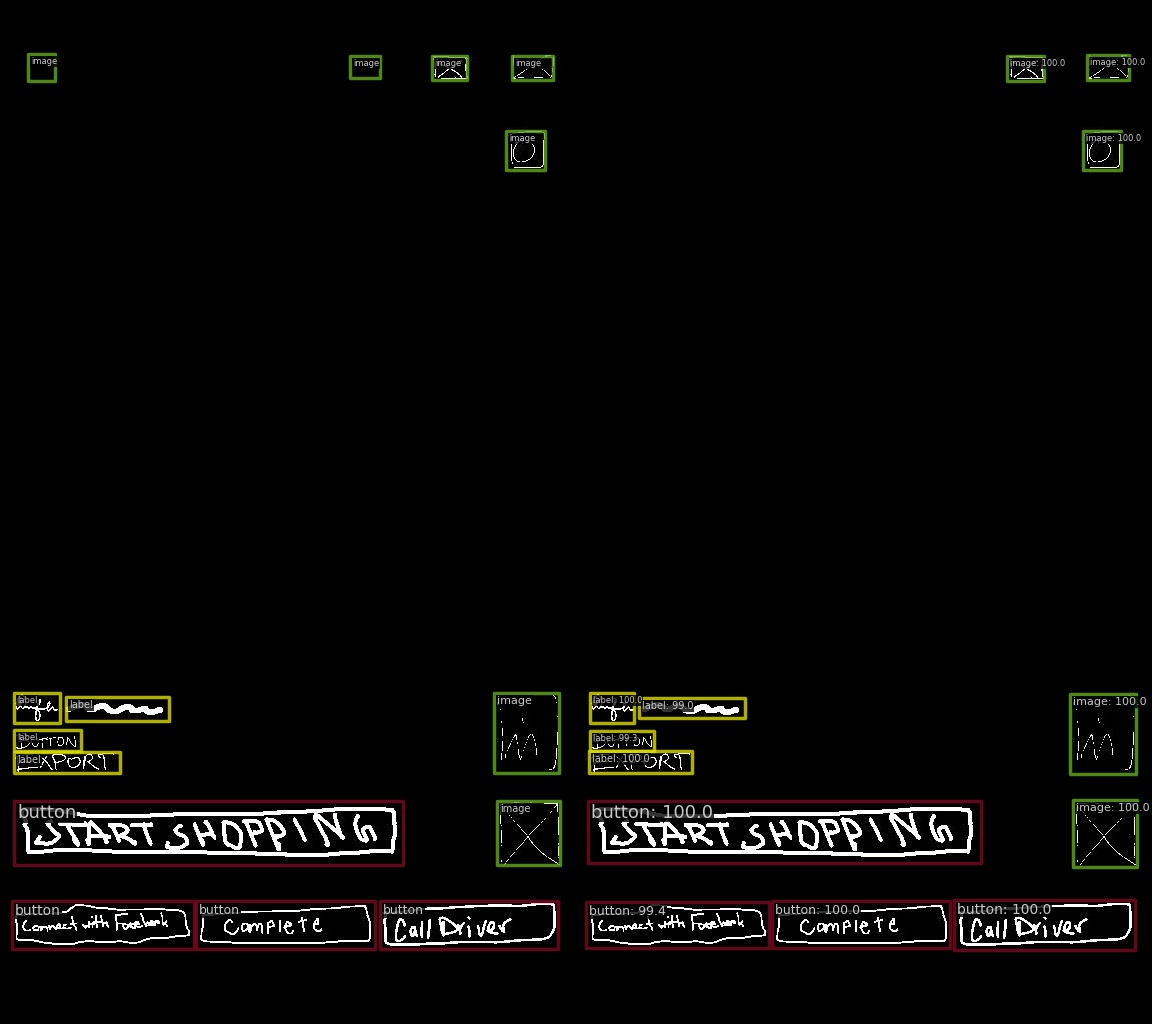 image image image image image: 100.0 image: 100.0
image image: 100.0
label label image label: 100.0 label: 99.0 image: 100.0
label label: 99.3
BUTTON BUTTON
label label: 100.0
EXPORT EXPORT
button image button: 100.0 image: 100.0
START SHOPPING START SHOPPING
button button button button: 99.4 button: 100.0 button: 100.0
Connect with Facebook Complete Call Driver Connect with Facebook Complete Call Driver